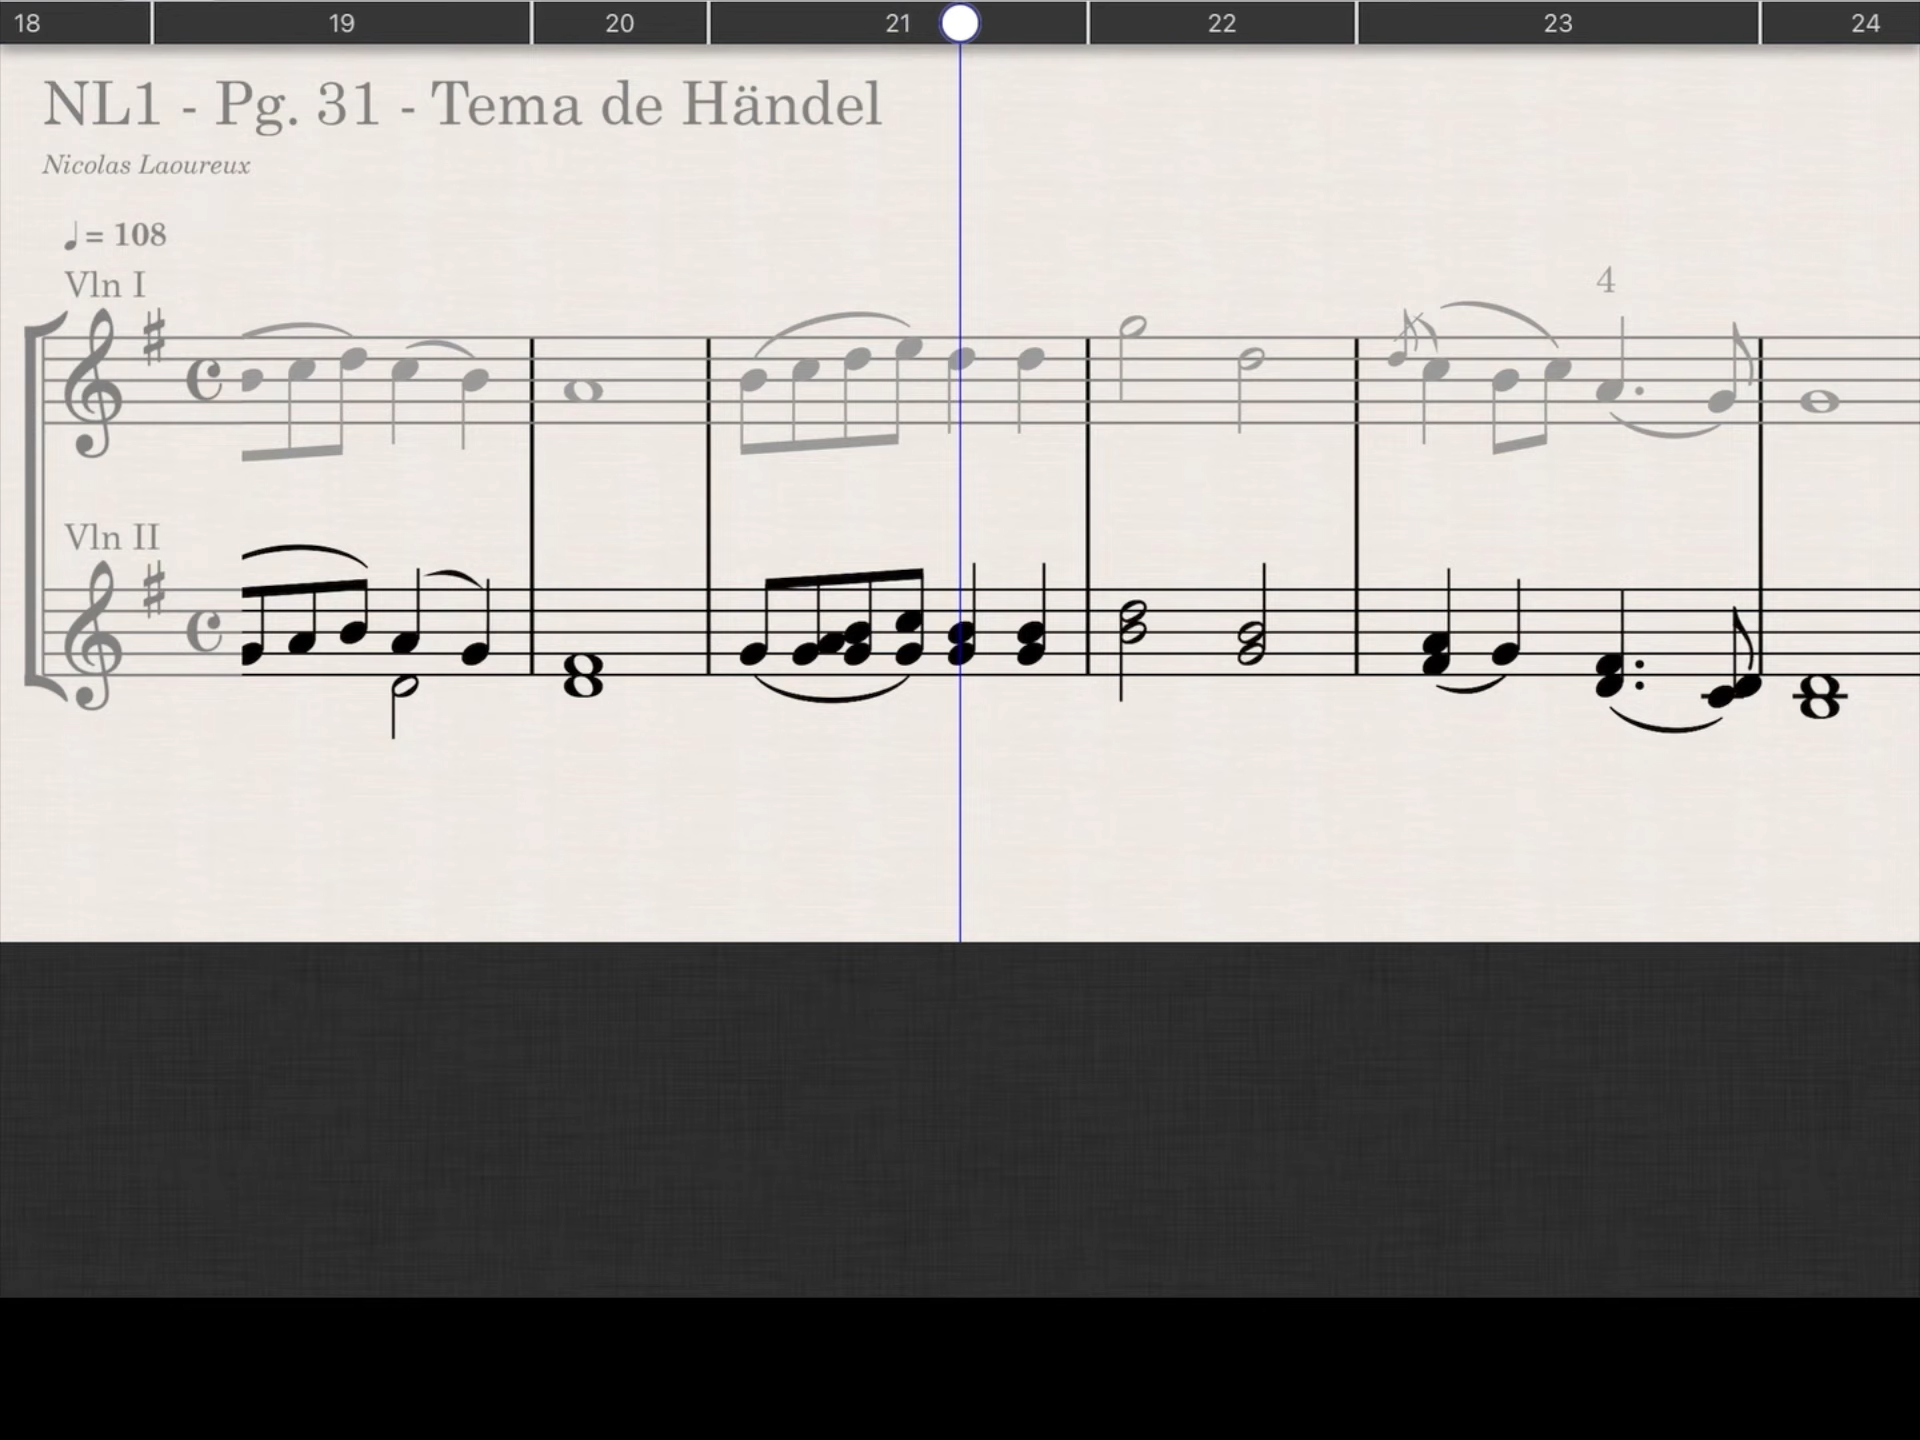 18 19 20 21 22 23 24
NL1 - Pg. 31 - Tema de Händel
Nicolas Laoureux
♩ = 108
Vln I
4
Vln II